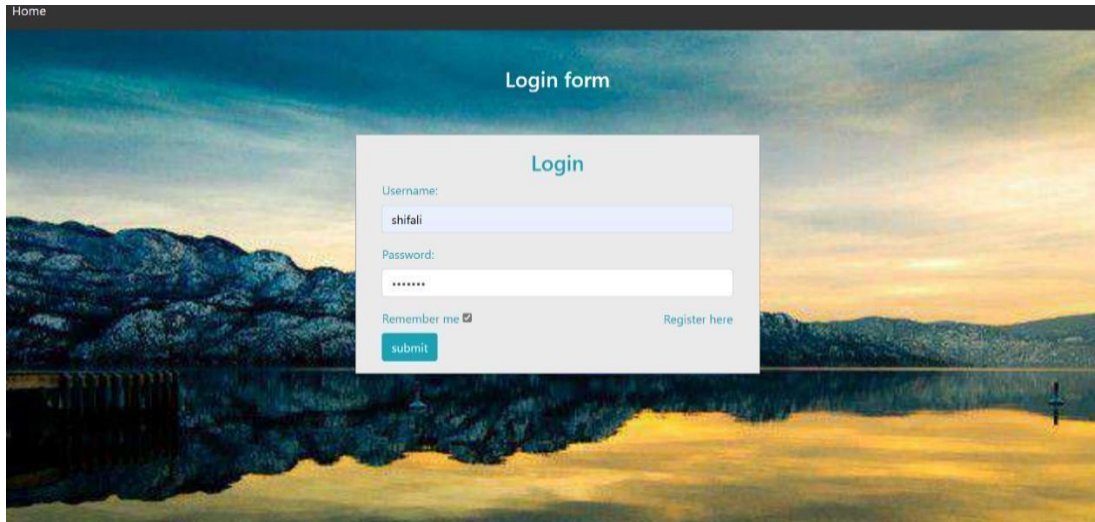 Home
Login form
Login
Username:
shifali
Password:
•••••••
Remember me
Register here
submit